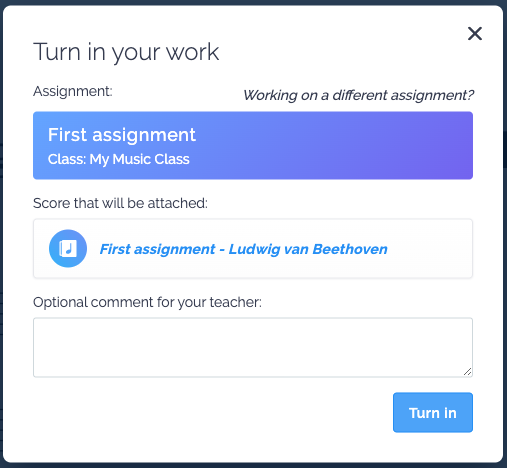 Turn in your work
Assignment:
Working on a different assignment?
First assignment
Class: My Music Class
Score that will be attached:
First assignment - Ludwig van Beethoven
Optional comment for your teacher:
Turn in